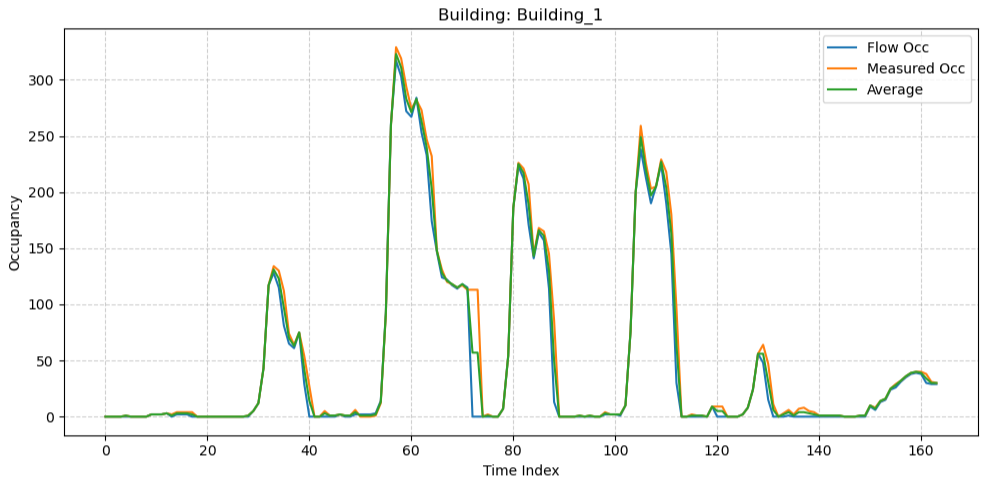 Building: Building_1
Flow Occ
Measured Occ
Average
Occupancy
300
250
200
150
100
50
0
0 20 40 60 80 100 120 140 160
Time Index